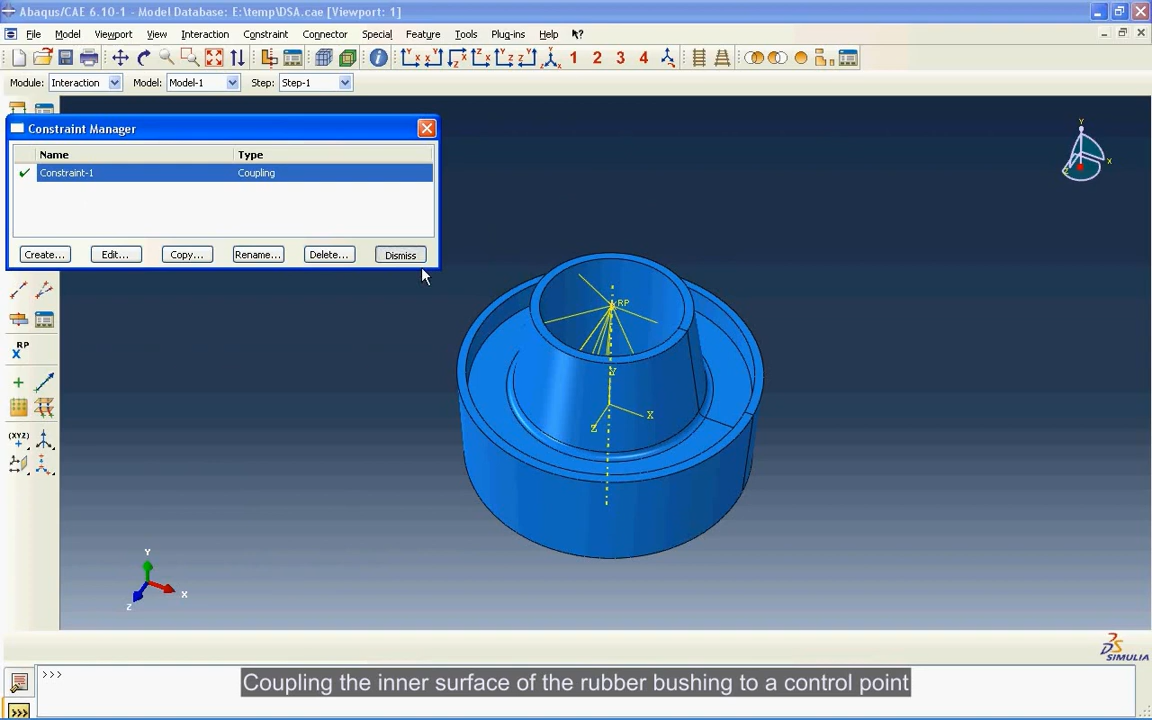 Abaqus/CAE 6.10-1 - Model Database: E:\temp\DSA.cae [Viewport: 1]
File Model Viewport View Interaction Constraint Connector Special Feature Tools Plug-ins Help
1 2 3 4
Module: Interaction Model: Model-1 Step: Step-1
Constraint Manager
Name Type
Constraint-1 Coupling
Create... Edit... Copy... Rename... Delete... Dismiss
Y
X
Z
RP
Y
X
Z
RP
(XYZ)
Y
X
Z
SIMULIA
>>>
Coupling the inner surface of the rubber bushing to a control point
>>>